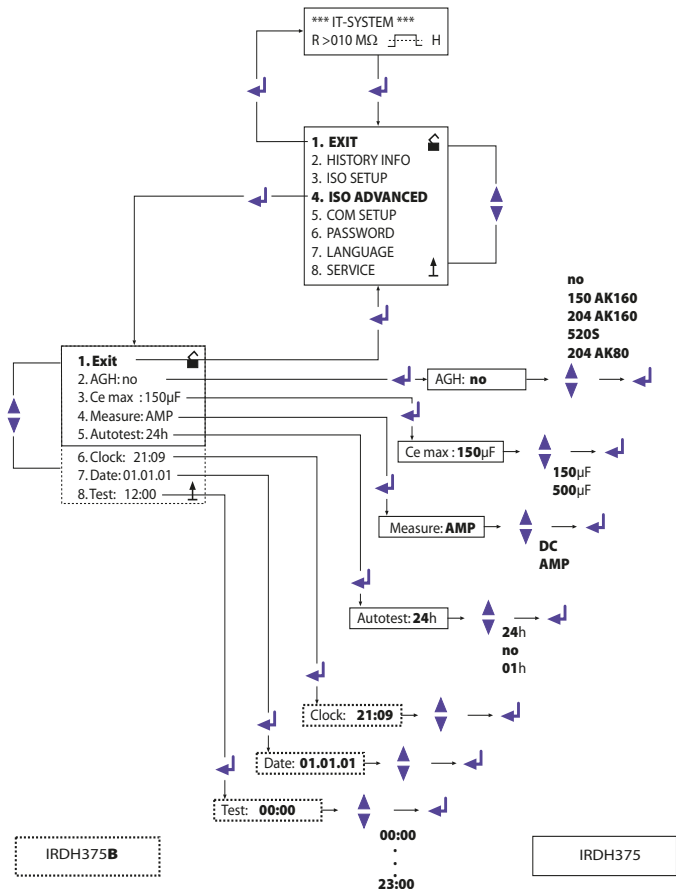 *** IT-SYSTEM ***
R >010 MΩ H
1. EXIT
2. HISTORY INFO
3. ISO SETUP
4. ISO ADVANCED
5. COM SETUP
6. PASSWORD
7. LANGUAGE
8. SERVICE
1. Exit
2. AGH: no
3. Ce max : 150µF
4. Measure: AMP
5. Autotest: 24h
6. Clock: 21:09
7. Date: 01.01.01
8. Test: 12:00
no
150 AK160
204 AK160
520S
204 AK80
AGH: no
Ce max : 150µF
150µF
500µF
Measure: AMP
DC
AMP
Autotest: 24h
24h
no
01h
Clock: 21:09
Date: 01.01.01
Test: 00:00
00:00
.
.
.
23:00
IRDH375B
IRDH375